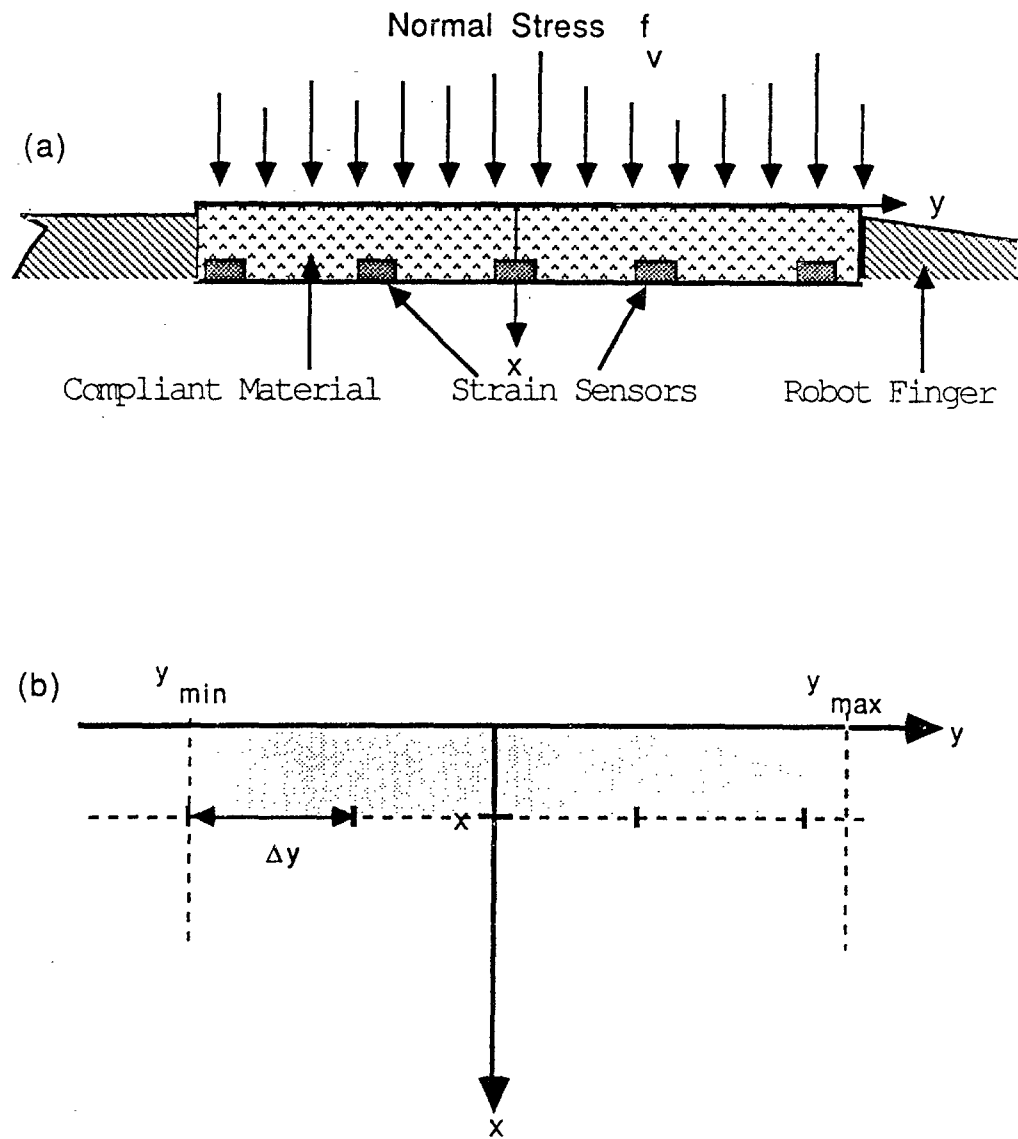 Normal Stress f
v
(a)
y
x
Compliant Material
Strain Sensors
Robot Finger
(b)
y min
y max
y
x
Δy
x